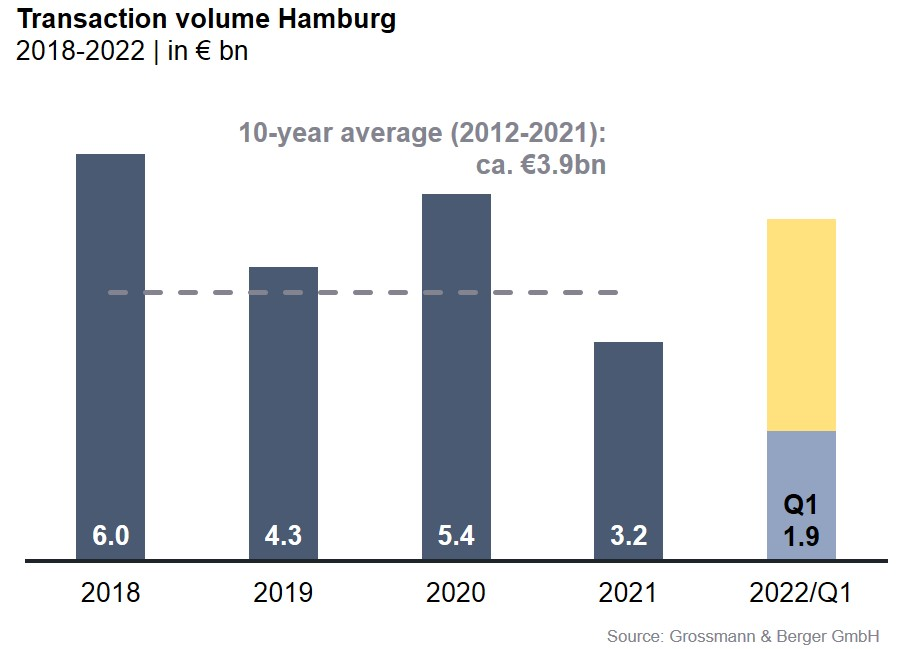 Transaction volume Hamburg
2018-2022 | in € bn
10-year average (2012-2021):
ca. €3.9bn
6.0
4.3
5.4
3.2
Q1
1.9
2018
2019
2020
2021
2022/Q1
Source: Grossmann & Berger GmbH